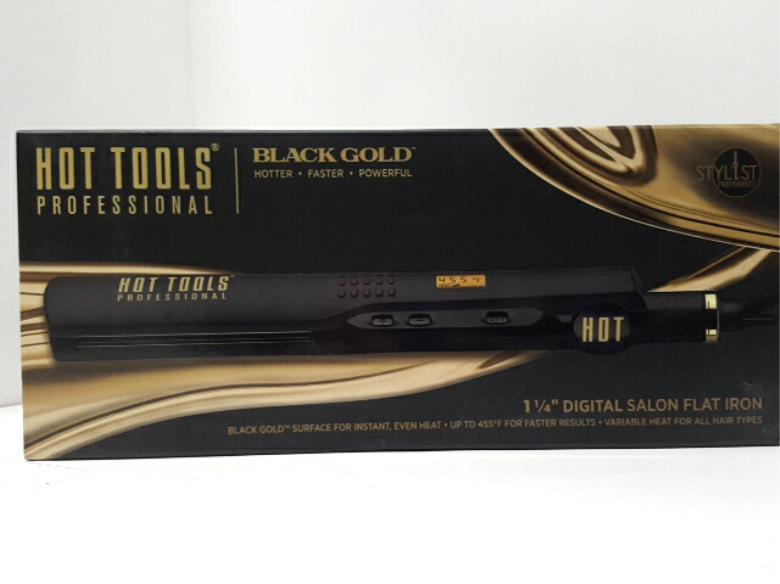 HOT TOOLS®
PROFESSIONAL
BLACK GOLD™
HOTTER • FASTER • POWERFUL
STYL1ST
PREFERRED
HOT TOOLS™
PROFESSIONAL
455°
HOT
1 ¼" DIGITAL SALON FLAT IRON
BLACK GOLD™ SURFACE FOR INSTANT, EVEN HEAT • UP TO 455°F FOR FASTER RESULTS • VARIABLE HEAT FOR ALL HAIR TYPES